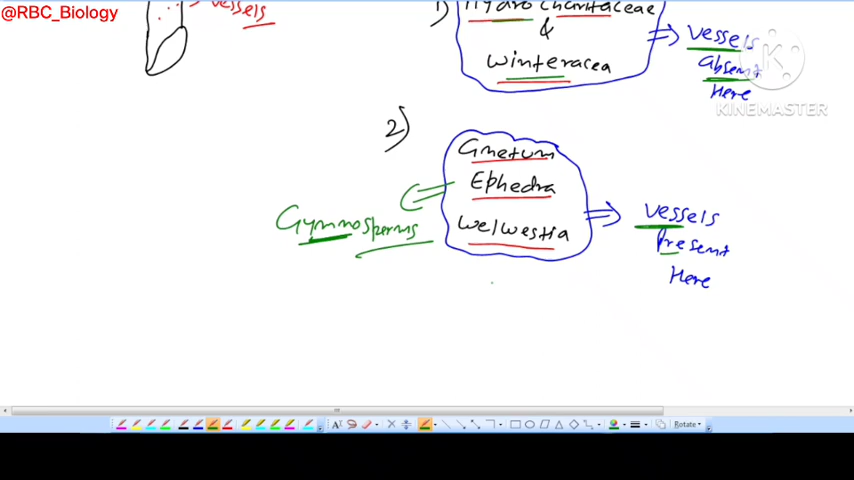 @RBC_Biology
vessels
1) Hydrocharitaceae
&
winteracea
vessels
Absent
Here
KINEMASTER
2)
Gnetum
Ephedra
welwestia
Gymnosperms
vessels
Present
Here
Rotate